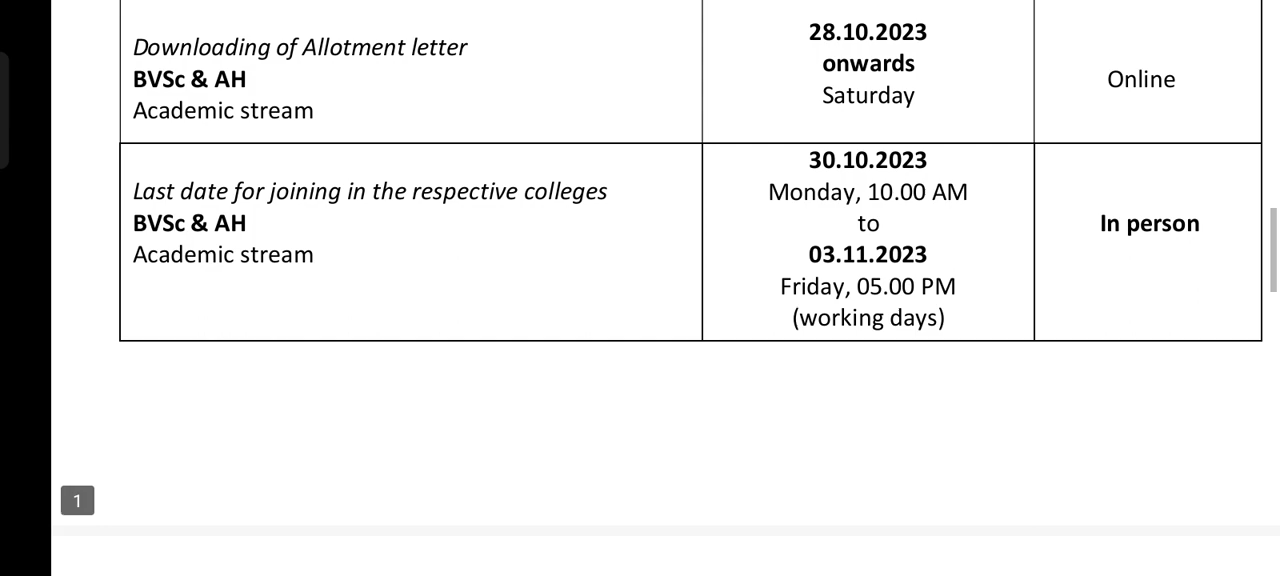 Downloading of Allotment letter
BVSc & AH
Academic stream
28.10.2023
onwards
Saturday
Online
Last date for joining in the respective colleges
BVSc & AH
Academic stream
30.10.2023
Monday, 10.00 AM
to
03.11.2023
Friday, 05.00 PM
(working days)
In person
1